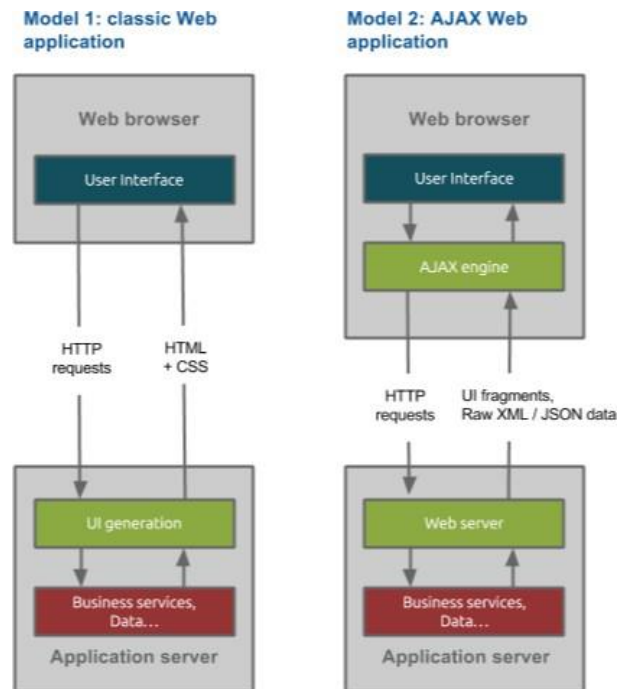 Model 1: classic Web
application
Web browser
User Interface
HTTP
requests
HTML
+ CSS
UI generation
Business services,
Data...
Application server
Model 2: AJAX Web
application
Web browser
User Interface
AJAX engine
HTTP
requests
UI fragments,
Raw XML / JSON data
Web server
Business services,
Data...
Application server